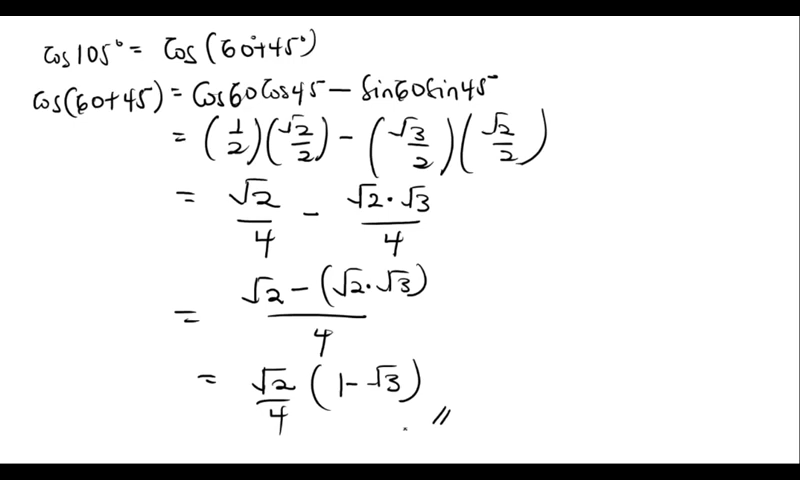 cos105° = cos(60°+45°)
cos(60+45) = cos60cos45 − sin60sin45
= (1/2)(√2/2) − (√3/2)(√2/2)
= √2/4 − √2·√3/4
= √2−(√2·√3)/4
= √2/4 (1−√3) //